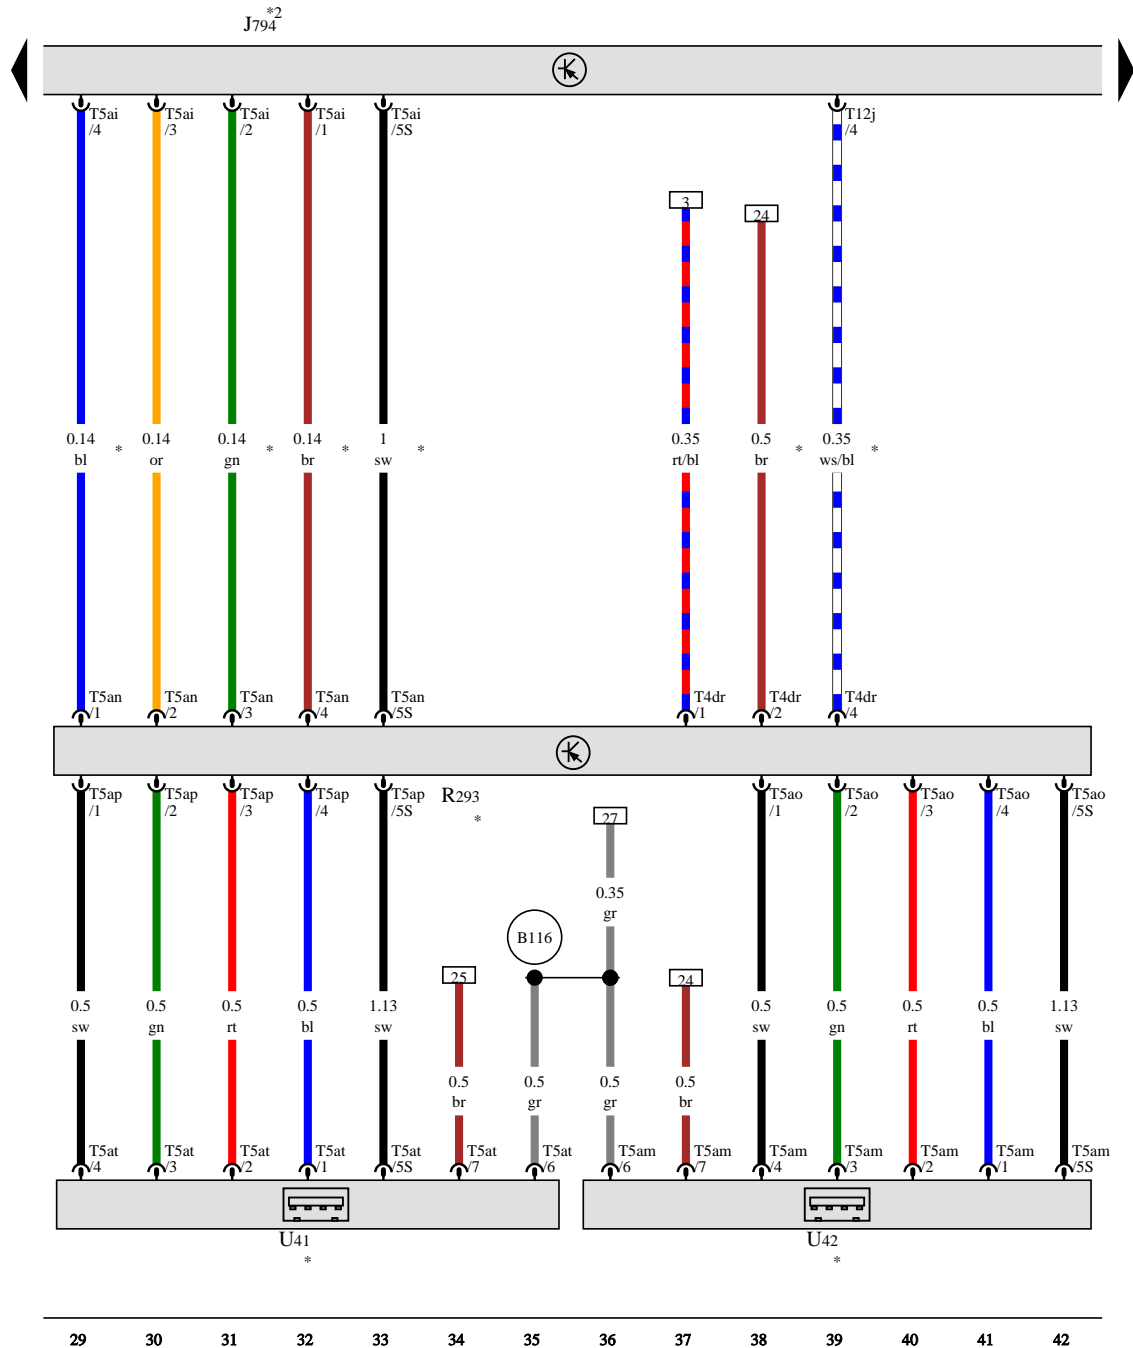 J794 *2
T5ai T5ai T5ai T5ai T5ai T12j
/4 /3 /2 /1 /5S /4
3
24
0.14 0.14 0.14 0.14 1 0.35 0.5 0.35
* * * * * *
bl or gn br sw rt/bl br ws/bl
T5an T5an T5an T5an T5an T4dr T4dr T4dr
/1 /2 /3 /4 /5S /1 /2 /4
T5ap T5ap T5ap T5ap T5ap R293 T5ao T5ao T5ao T5ao T5ao
/1 /2 /3 /4 /5S * /1 /2 /3 /4 /5S
27
0.35
gr
B116
25 24
0.5 0.5 0.5 0.5 1.13 0.5 0.5 0.5 0.5 1.13
sw gn rt bl sw sw gn rt bl sw
0.5 0.5 0.5 0.5
br gr gr br
T5at T5at T5at T5at T5at T5at T5at T5am T5am T5am T5am T5am T5am T5am
/4 /3 /2 /1 /5S /7 /6 /6 /7 /4 /3 /2 /1 /5S
U41 U42
* *
29 30 31 32 33 34 35 36 37 38 39 40 41 42